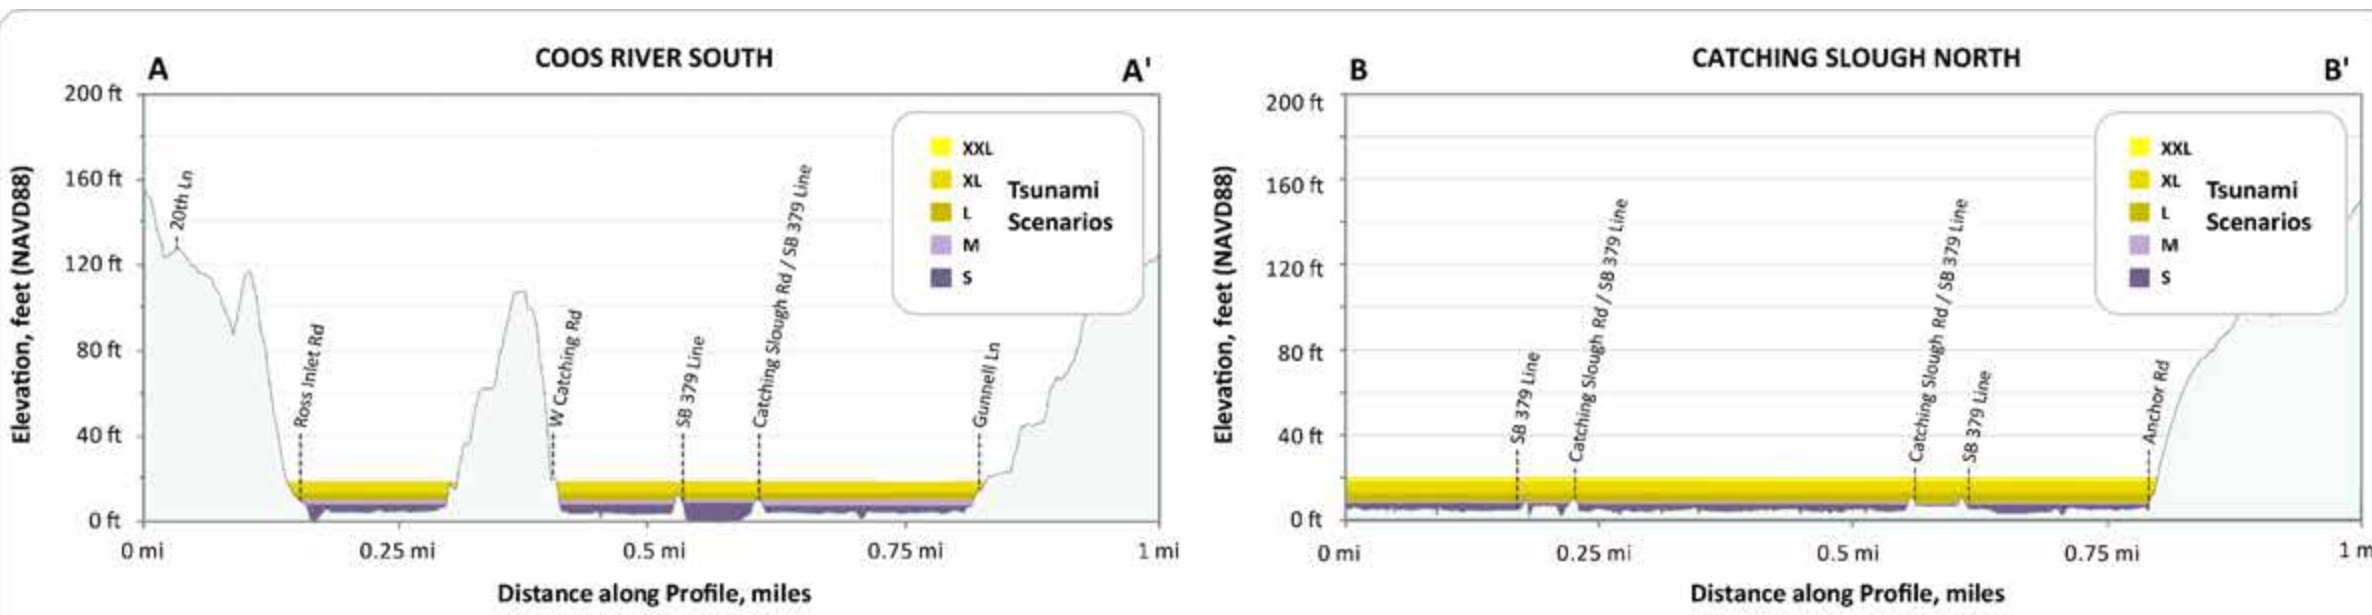 COOS RIVER SOUTH
A
A'
200 ft
160 ft
120 ft
80 ft
40 ft
0 ft
Elevation, feet (NAVD88)
20th Ln
Ross Inlet Rd
W Catching Rd
SB 379 Line
Catching Slough Rd / SB 379 Line
Gunnell Ln
XXL
XL
L
M
S
Tsunami
Scenarios
0 mi
0.25 mi
0.5 mi
0.75 mi
1 mi
Distance along Profile, miles
CATCHING SLOUGH NORTH
B
B'
200 ft
160 ft
120 ft
80 ft
40 ft
0 ft
Elevation, feet (NAVD88)
SB 379 Line
Catching Slough Rd / SB 379 Line
Catching Slough Rd / SB 379 Line
SB 379 Line
Anchor Rd
XXL
XL
L
M
S
Tsunami
Scenarios
0 mi
0.25 mi
0.5 mi
0.75 mi
1 m
Distance along Profile, miles